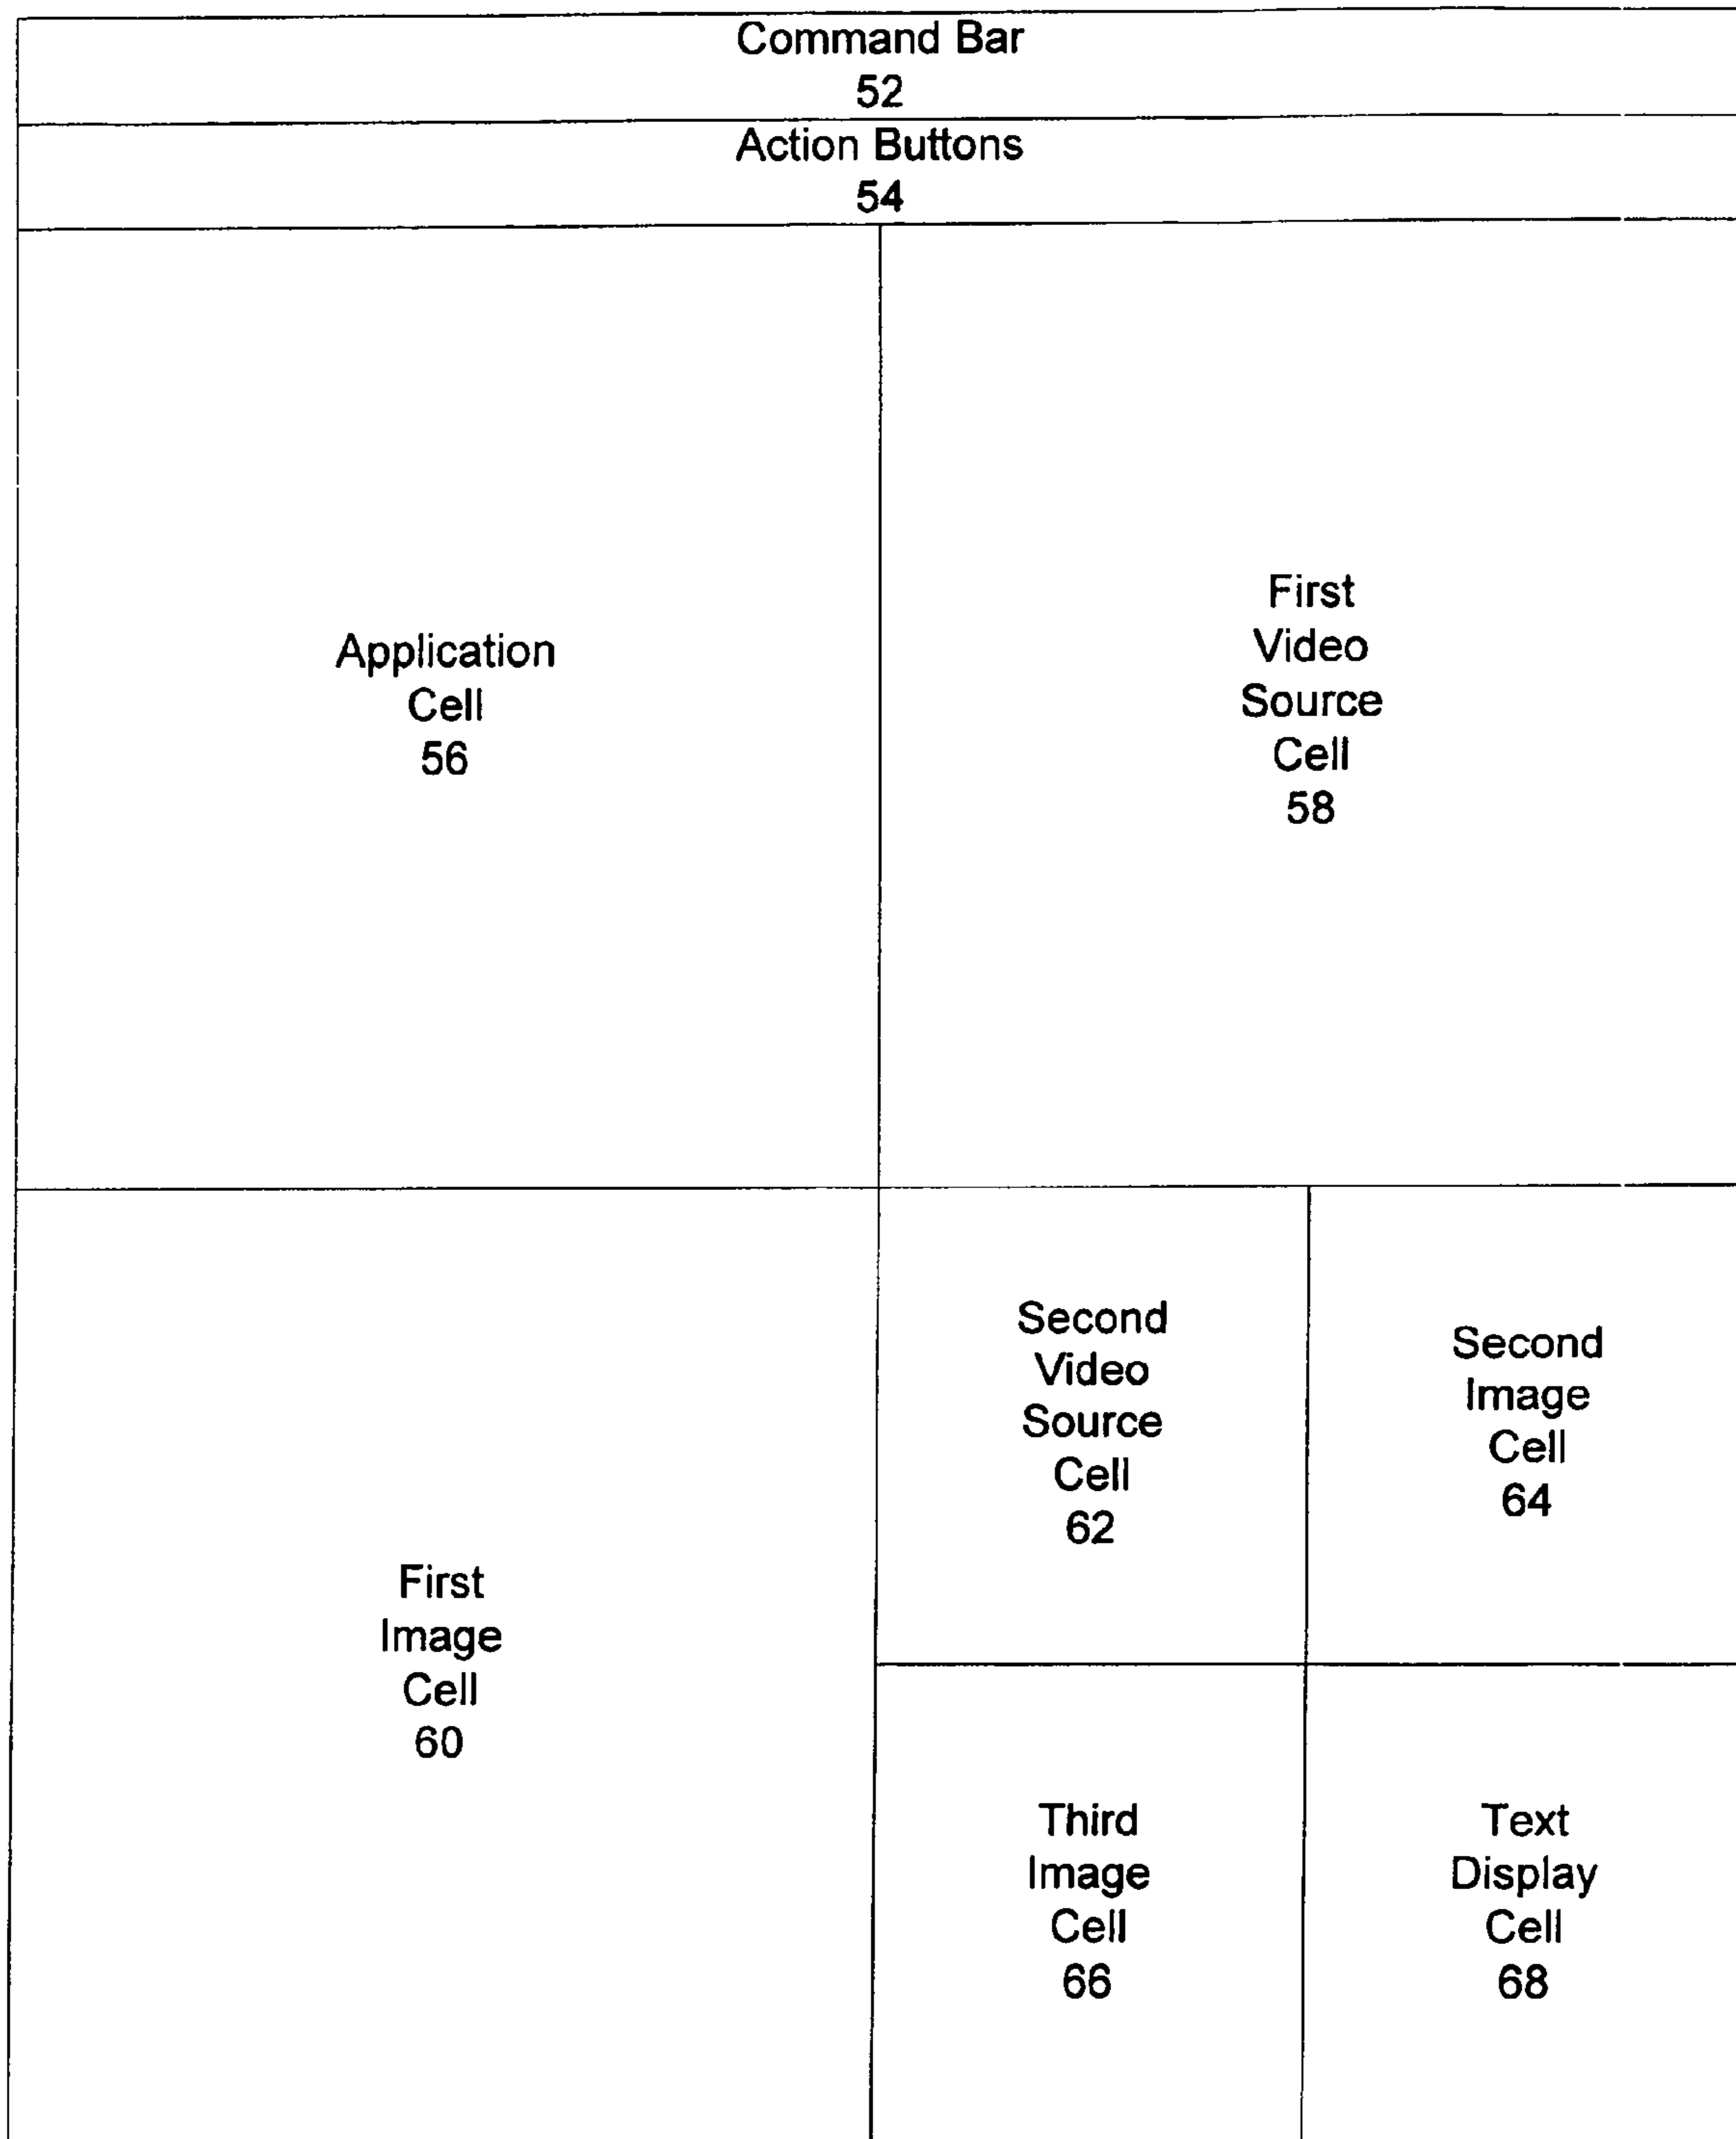 Command Bar
52
Action Buttons
54
Application
Cell
56
First
Video
Source
Cell
58
First
Image
Cell
60
Second
Video
Source
Cell
62
Second
Image
Cell
64
Third
Image
Cell
66
Text
Display
Cell
68